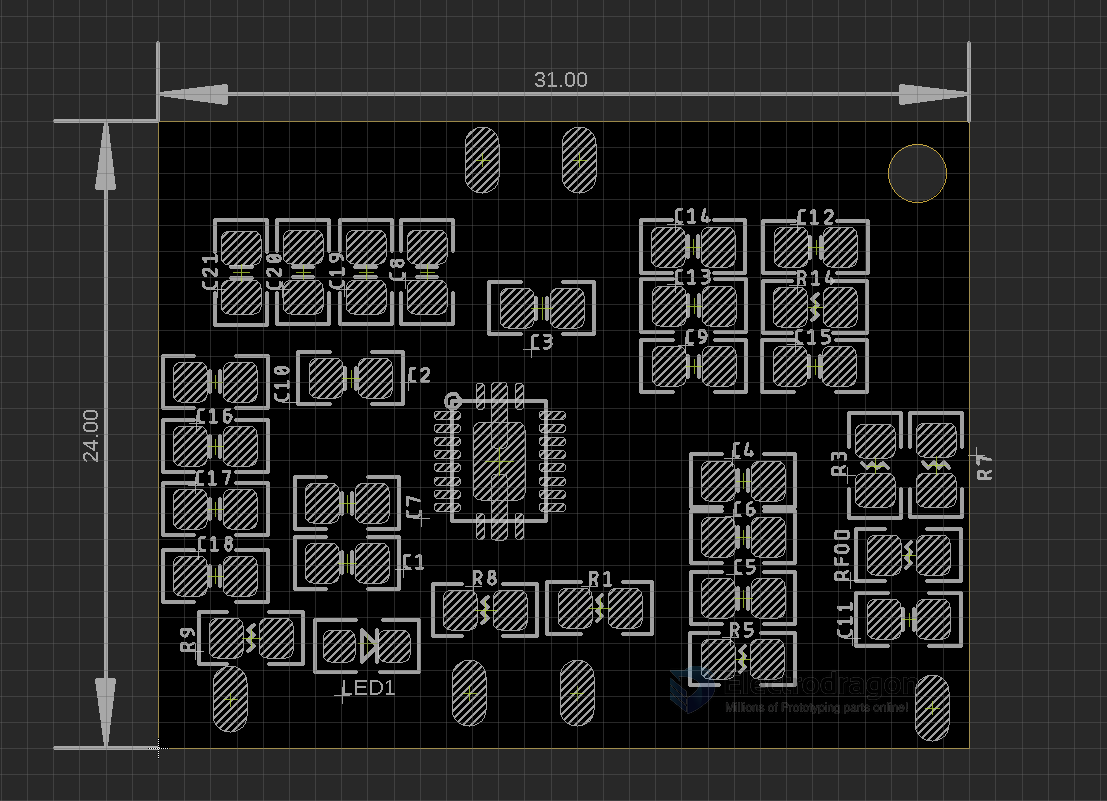 31.00
24.00
C14
C12
C21
C20
C19
C8
C13
R14
C3
C9
C15
C10
C2
C16
C4
R3
R7
C17
C7
C6
C18
C1
RFOD
C5
R8
R1
C11
R9
R5
LED1
Electrodragon
Millions of Prototyping parts online!